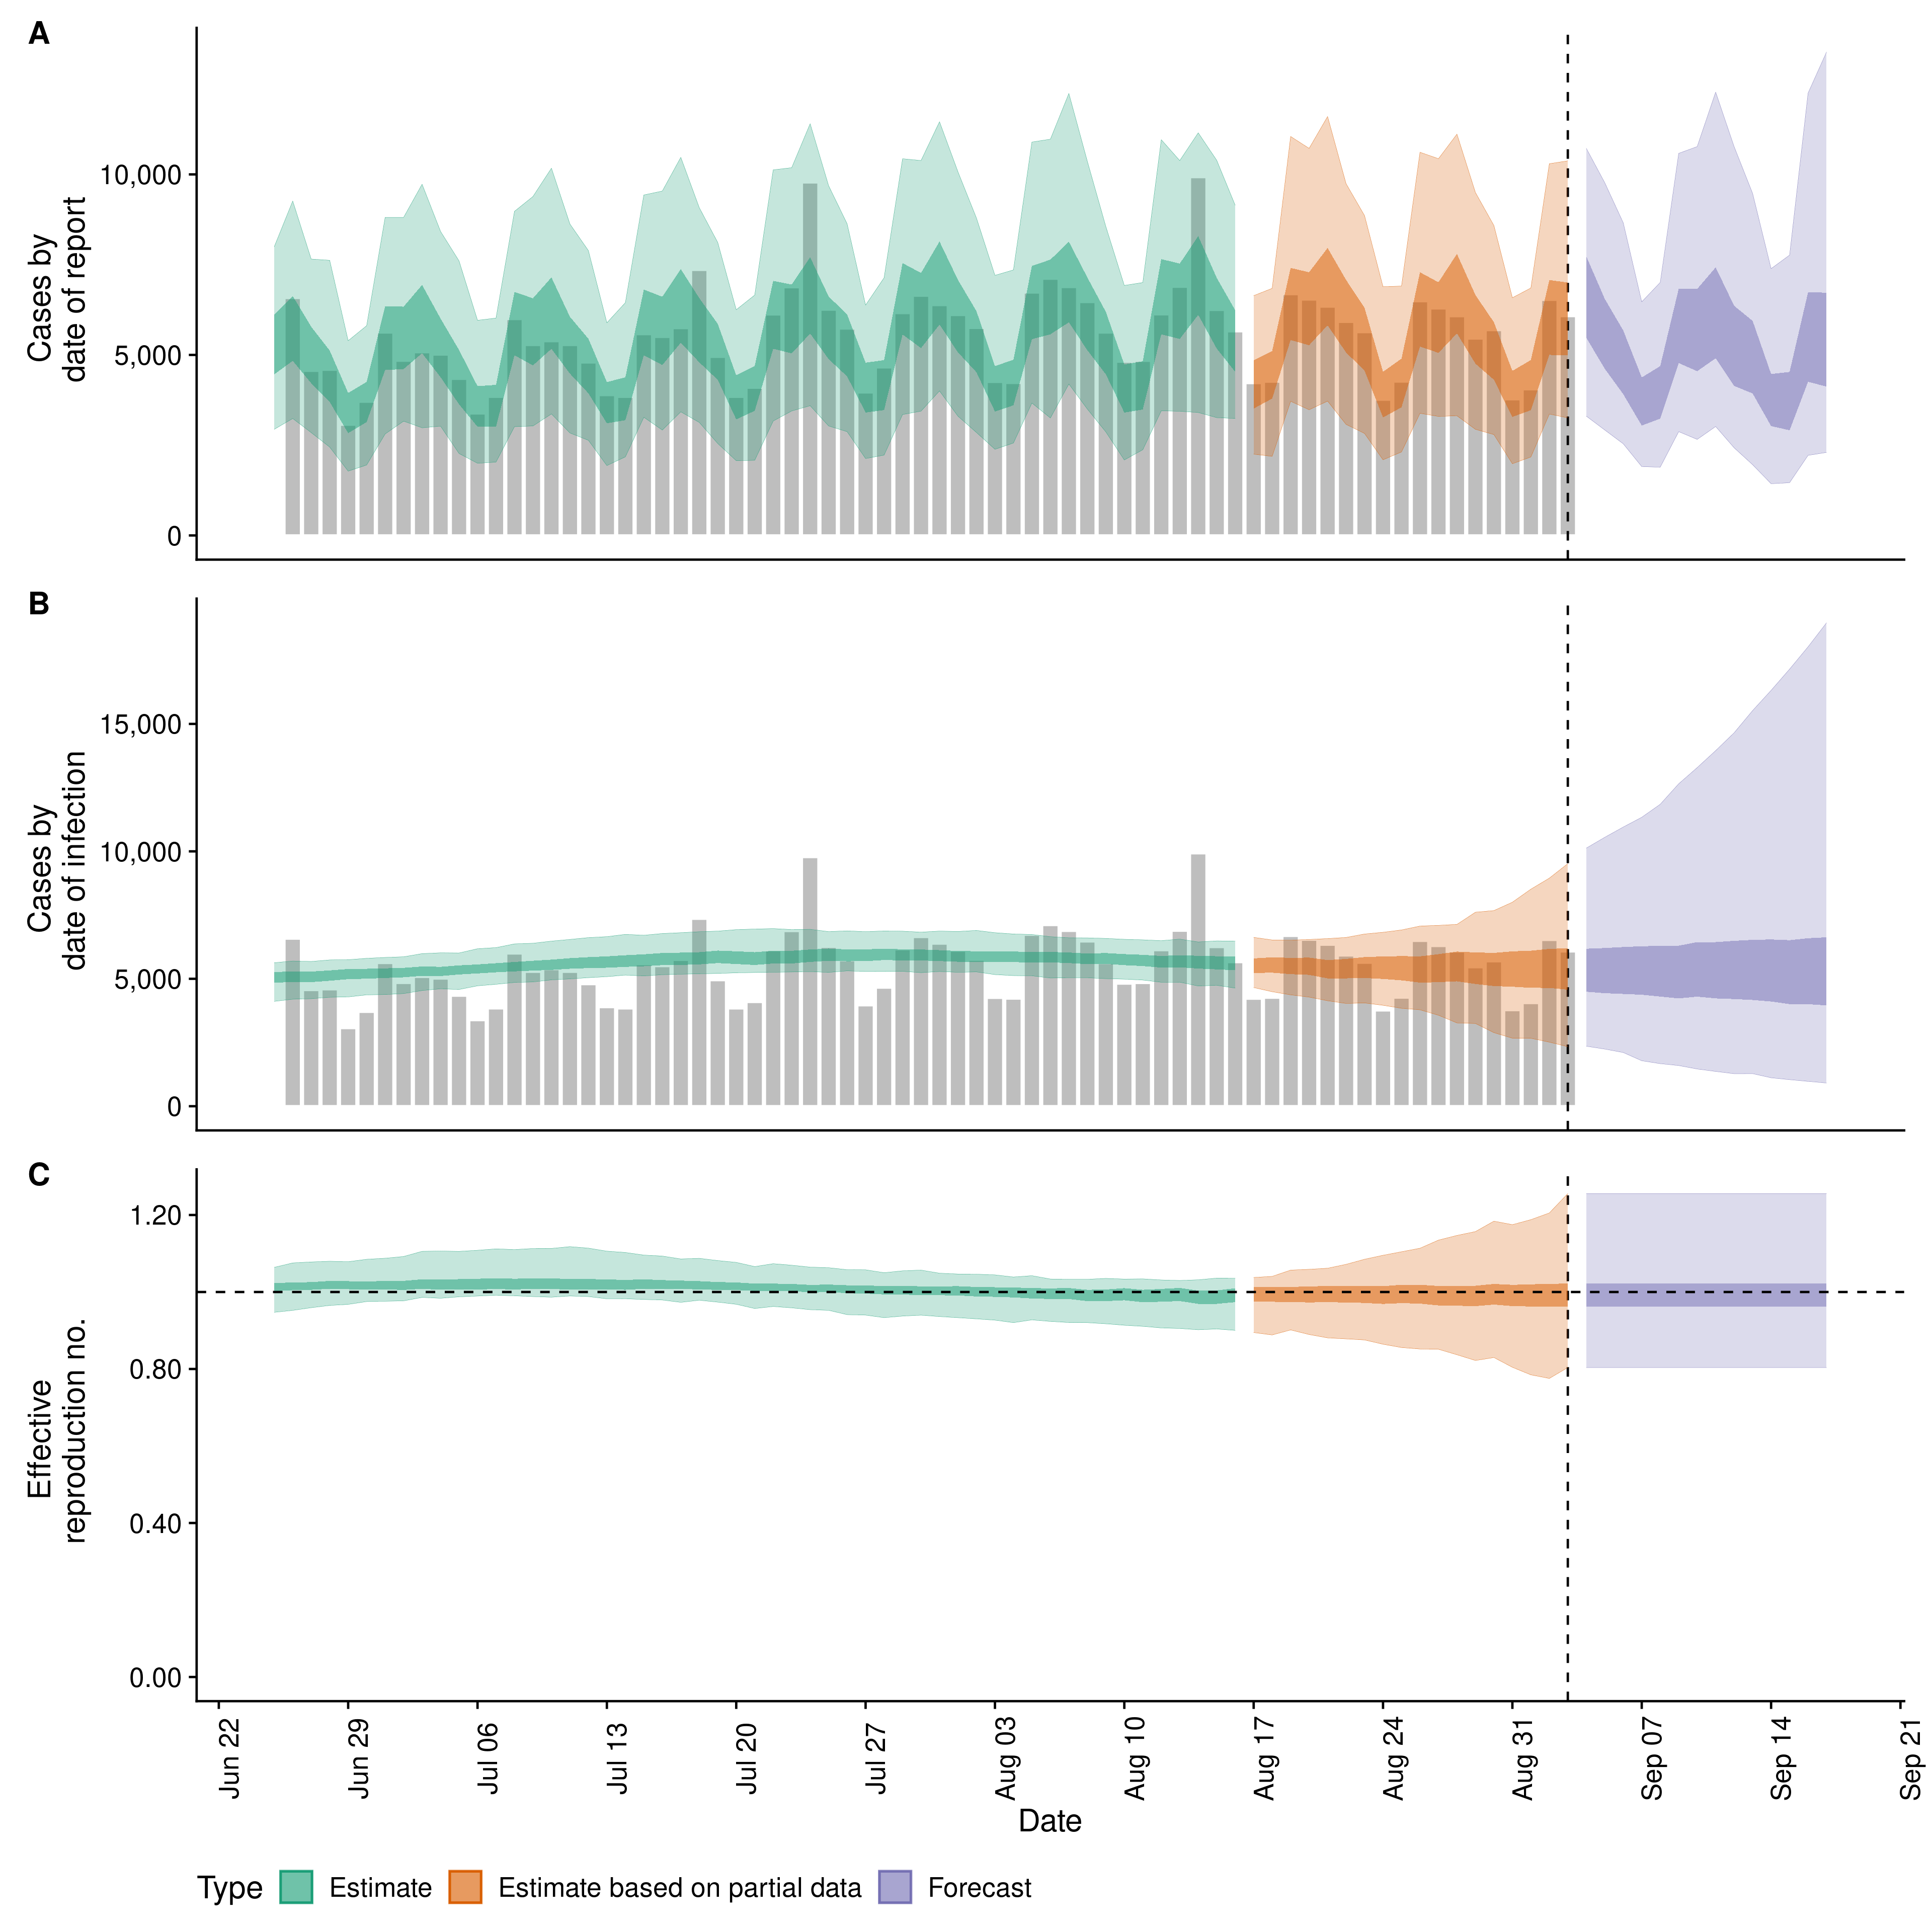 A
Cases by
date of report
10,000
5,000
0
B
Cases by
date of infection
15,000
10,000
5,000
0
C
Effective
reproduction no.
1.20
0.80
0.40
0.00
Jun 22
Jun 29
Jul 06
Jul 13
Jul 20
Jul 27
Aug 03
Aug 10
Aug 17
Aug 24
Aug 31
Sep 07
Sep 14
Sep 21
Date
Type Estimate Estimate based on partial data Forecast